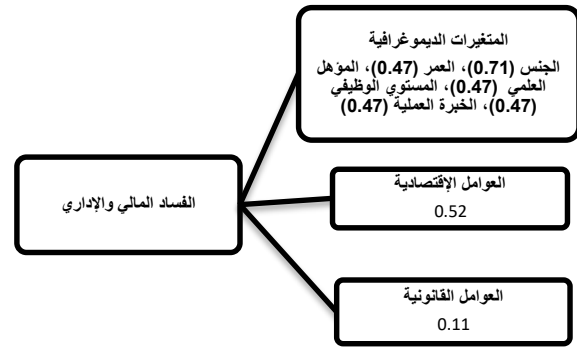 المتغيرات الديموغرافية
الجنس (0.71)، العمر (0.47)، المؤهل
العلمي (0.47)، المستوي الوظيفي
(0.47)، الخبرة العملية (0.47)
العوامل الإقتصادية
0.52
الفساد المالي والإداري
العوامل القانونية
0.11